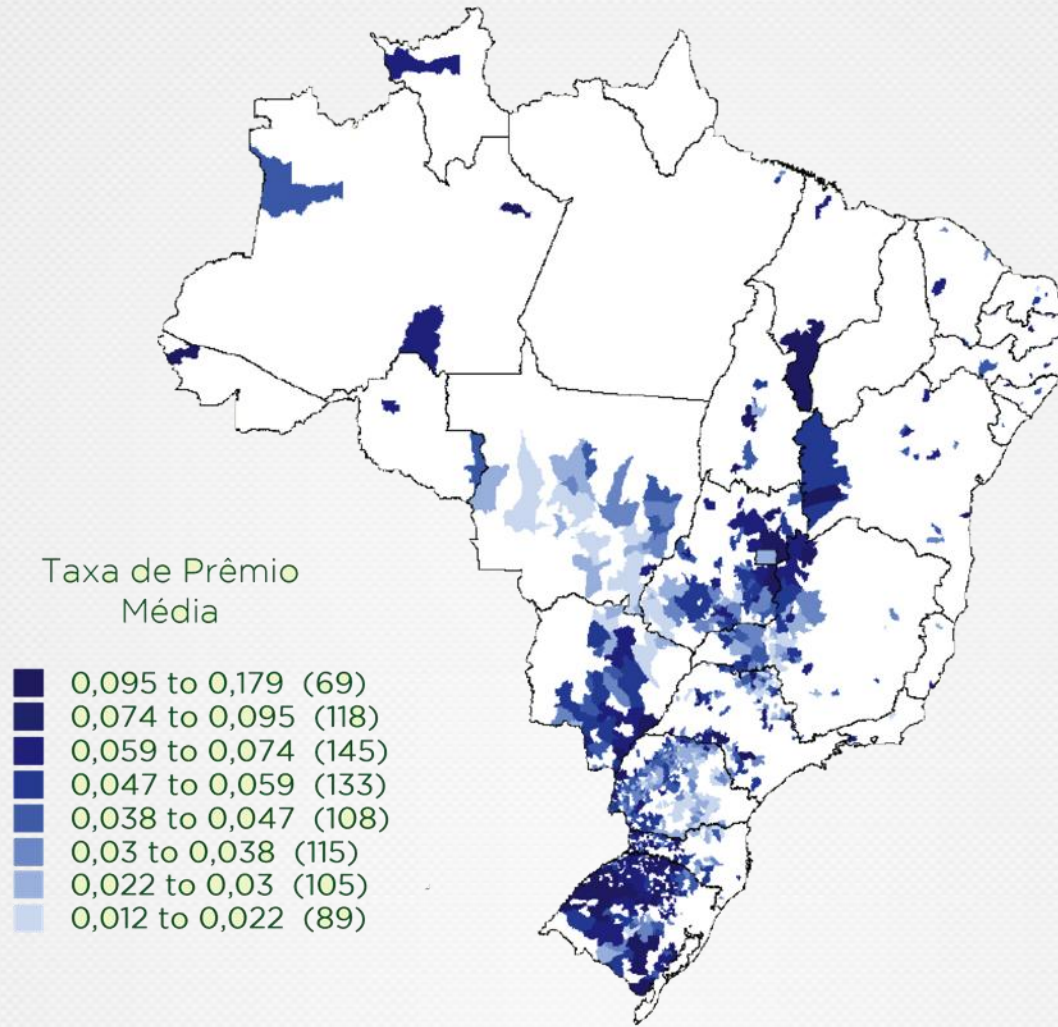 Taxa de Prêmio
Média
0,095 to 0,179 (69)
0,074 to 0,095 (118)
0,059 to 0,074 (145)
0,047 to 0,059 (133)
0,038 to 0,047 (108)
0,03 to 0,038 (115)
0,022 to 0,03 (105)
0,012 to 0,022 (89)